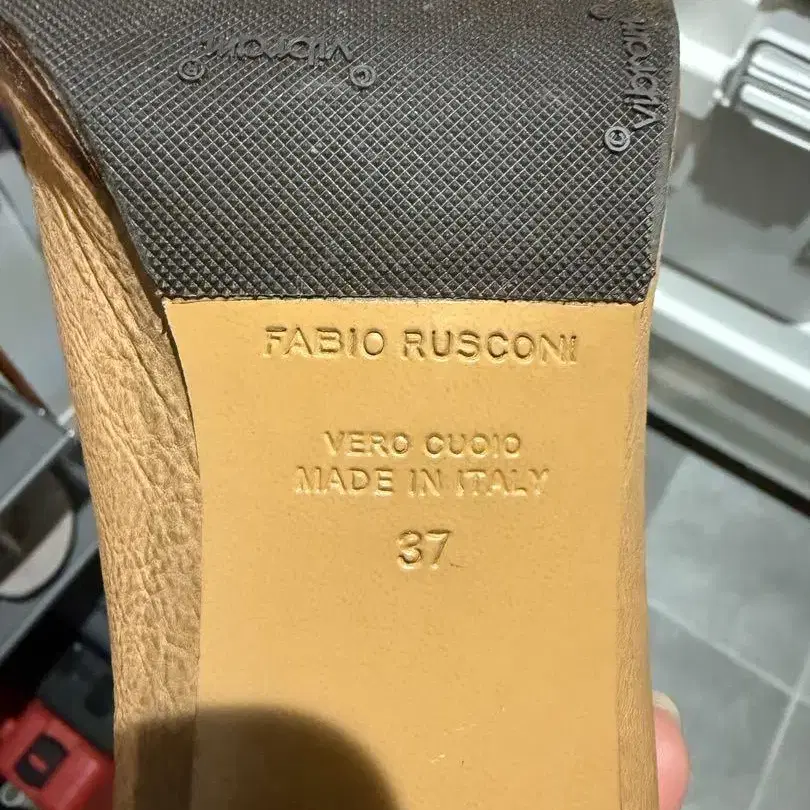 vibram®
©
vibram
©
FABIO RUSCONI
VERO CUOIO
MADE IN ITALY
37